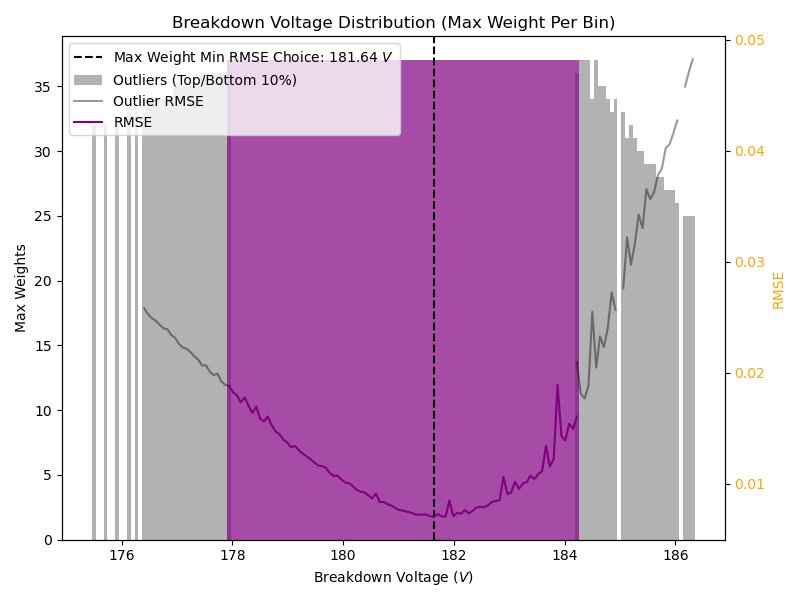 Breakdown Voltage Distribution (Max Weight Per Bin)
Max Weight Min RMSE Choice: 181.64 V
Outliers (Top/Bottom 10%)
Outlier RMSE
RMSE
Max Weights
35
30
25
20
15
10
5
0
0.05
0.04
0.03
0.02
0.01
RMSE
176
178
180
182
184
186
Breakdown Voltage (V)